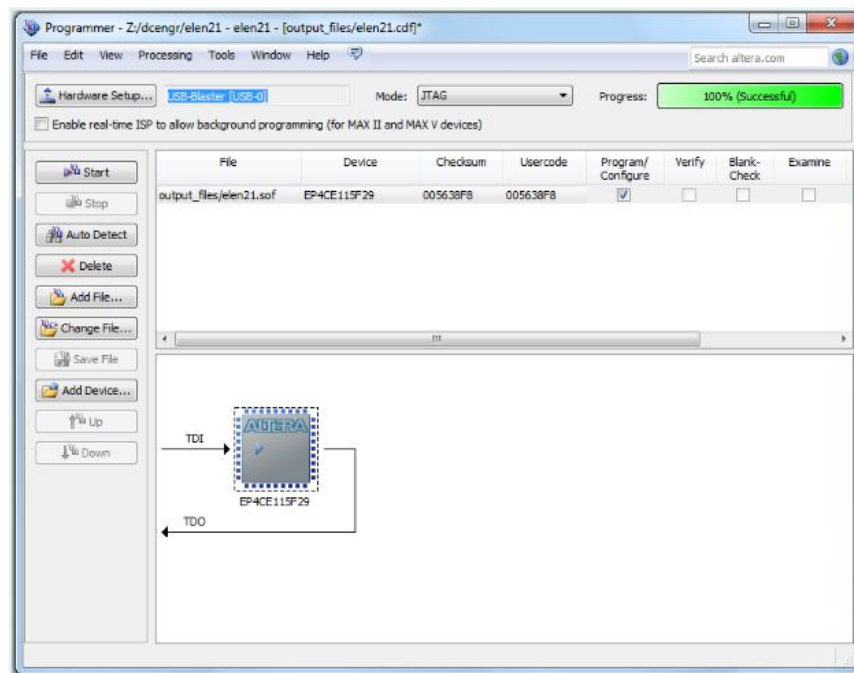 Programmer - Z:/dcengr/elen21 - elen21 - [output_files/elen21.cdf]*
File Edit View Processing Tools Window Help
Search altera.com
Hardware Setup... USB-Blaster [USB-0] Mode: JTAG Progress: 100% (Successful)
Enable real-time ISP to allow background programming (for MAX II and MAX V devices)
Start
Stop
Auto Detect
Delete
Add File...
Change File...
Save File
Add Device...
Up
Down
File Device Checksum Usercode Program/ Verify Blank- Examine
Configure Check
output_files/elen21.sof EP4CE115F29 005638F8 005638F8
TDI
ALTERA
EP4CE115F29
TDO